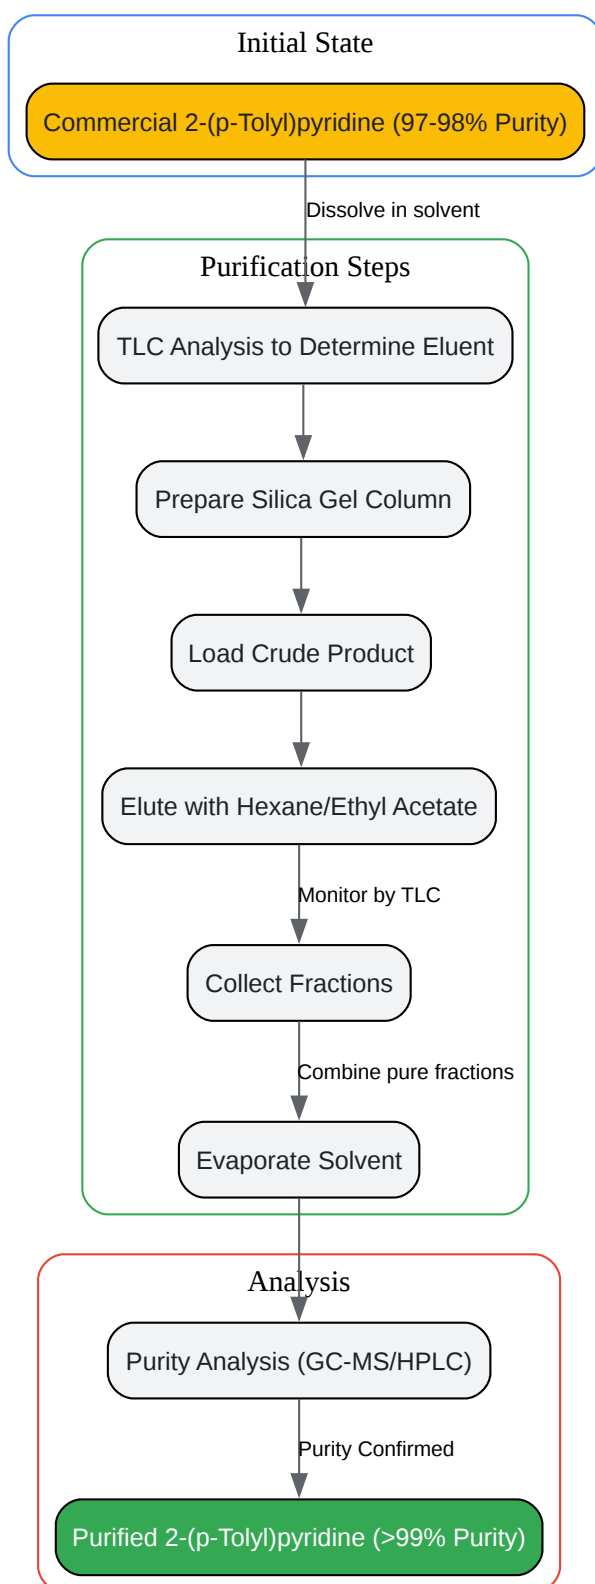 Initial State
Commercial 2-(p-Tolyl)pyridine (97-98% Purity)
Dissolve in solvent
Purification Steps
TLC Analysis to Determine Eluent
Prepare Silica Gel Column
Load Crude Product
Elute with Hexane/Ethyl Acetate
Monitor by TLC
Collect Fractions
Combine pure fractions
Evaporate Solvent
Analysis
Purity Analysis (GC-MS/HPLC)
Purity Confirmed
Purified 2-(p-Tolyl)pyridine (>99% Purity)